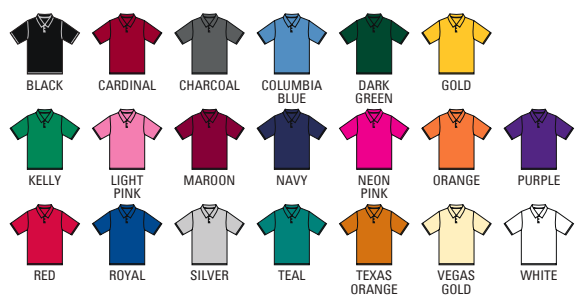 BLACK
CARDINAL
CHARCOAL
COLUMBIA
BLUE
DARK
GREEN
GOLD
KELLY
LIGHT
PINK
MAROON
NAVY
NEON
PINK
ORANGE
PURPLE
RED
ROYAL
SILVER
TEAL
TEXAS
ORANGE
VEGAS
GOLD
WHITE